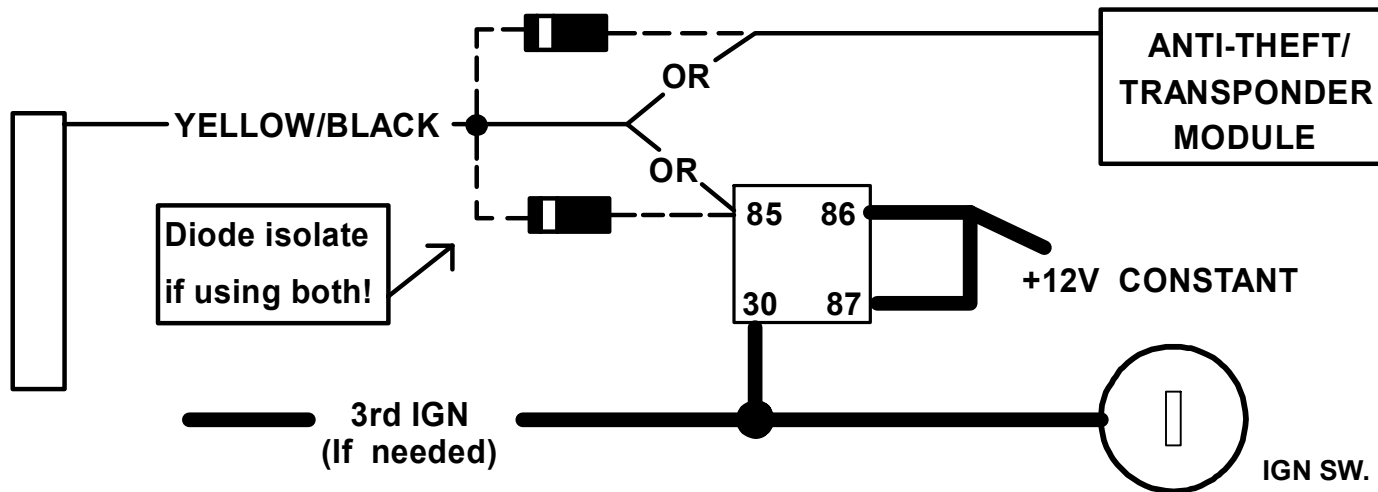 ANTI-THEFT/
TRANSPONDER
MODULE
OR
YELLOW/BLACK
OR
Diode isolate
if using both!
85 86
30 87
+12V CONSTANT
3rd IGN
(If needed)
IGN SW.